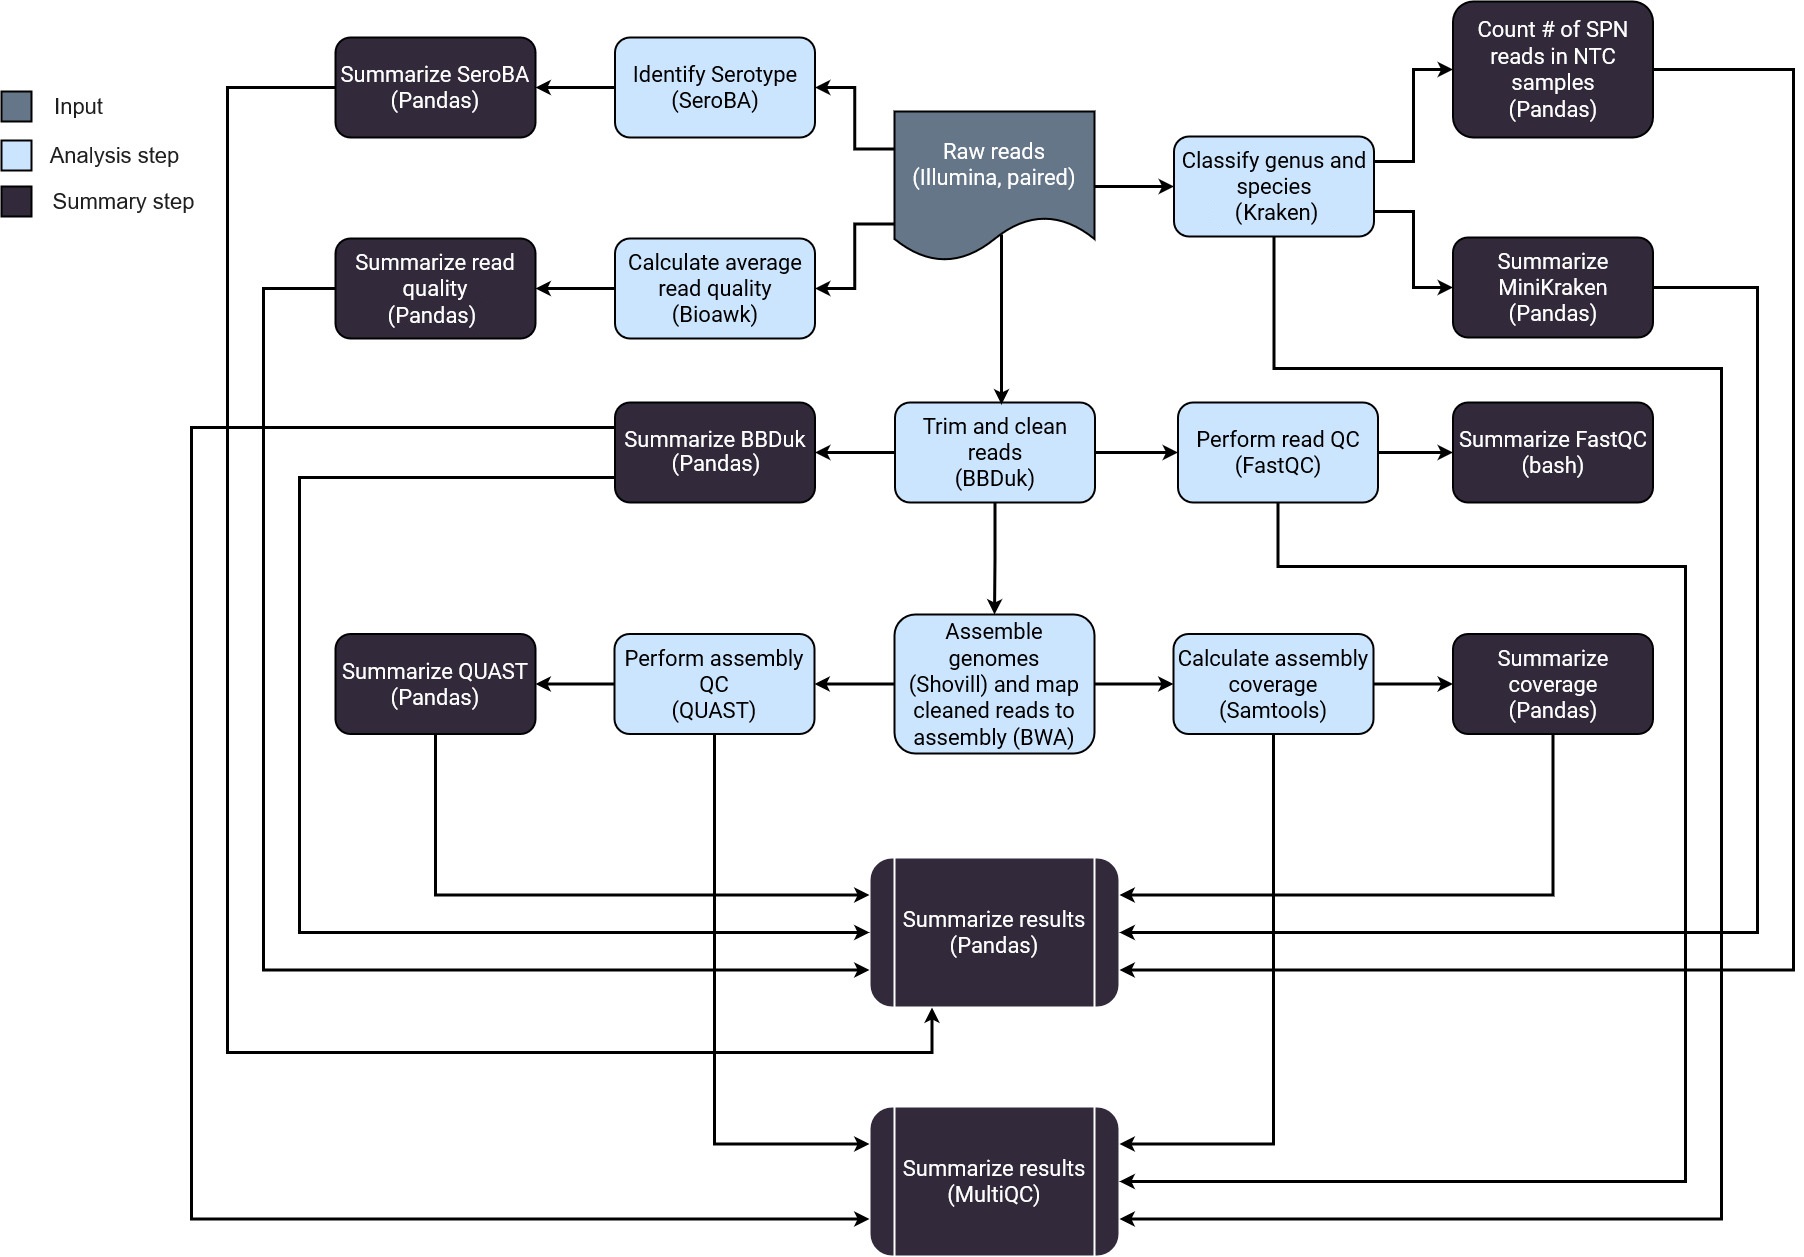 Input
Analysis step
Summary step
Summarize SeroBA
(Pandas)
Identify Serotype
(SeroBA)
Raw reads
(Illumina, paired)
Classify genus and
species
(Kraken)
Count # of SPN
reads in NTC
samples
(Pandas)
Summarize read
quality
(Pandas)
Calculate average
read quality
(Bioawk)
Summarize
MiniKraken
(Pandas)
Summarize BBDuk
(Pandas)
Trim and clean
reads
(BBDuk)
Perform read QC
(FastQC)
Summarize FastQC
(bash)
Summarize QUAST
(Pandas)
Perform assembly
QC
(QUAST)
Assemble
genomes
(Shovill) and map
cleaned reads to
assembly (BWA)
Calculate assembly
coverage
(Samtools)
Summarize
coverage
(Pandas)
Summarize results
(Pandas)
Summarize results
(MultiQC)